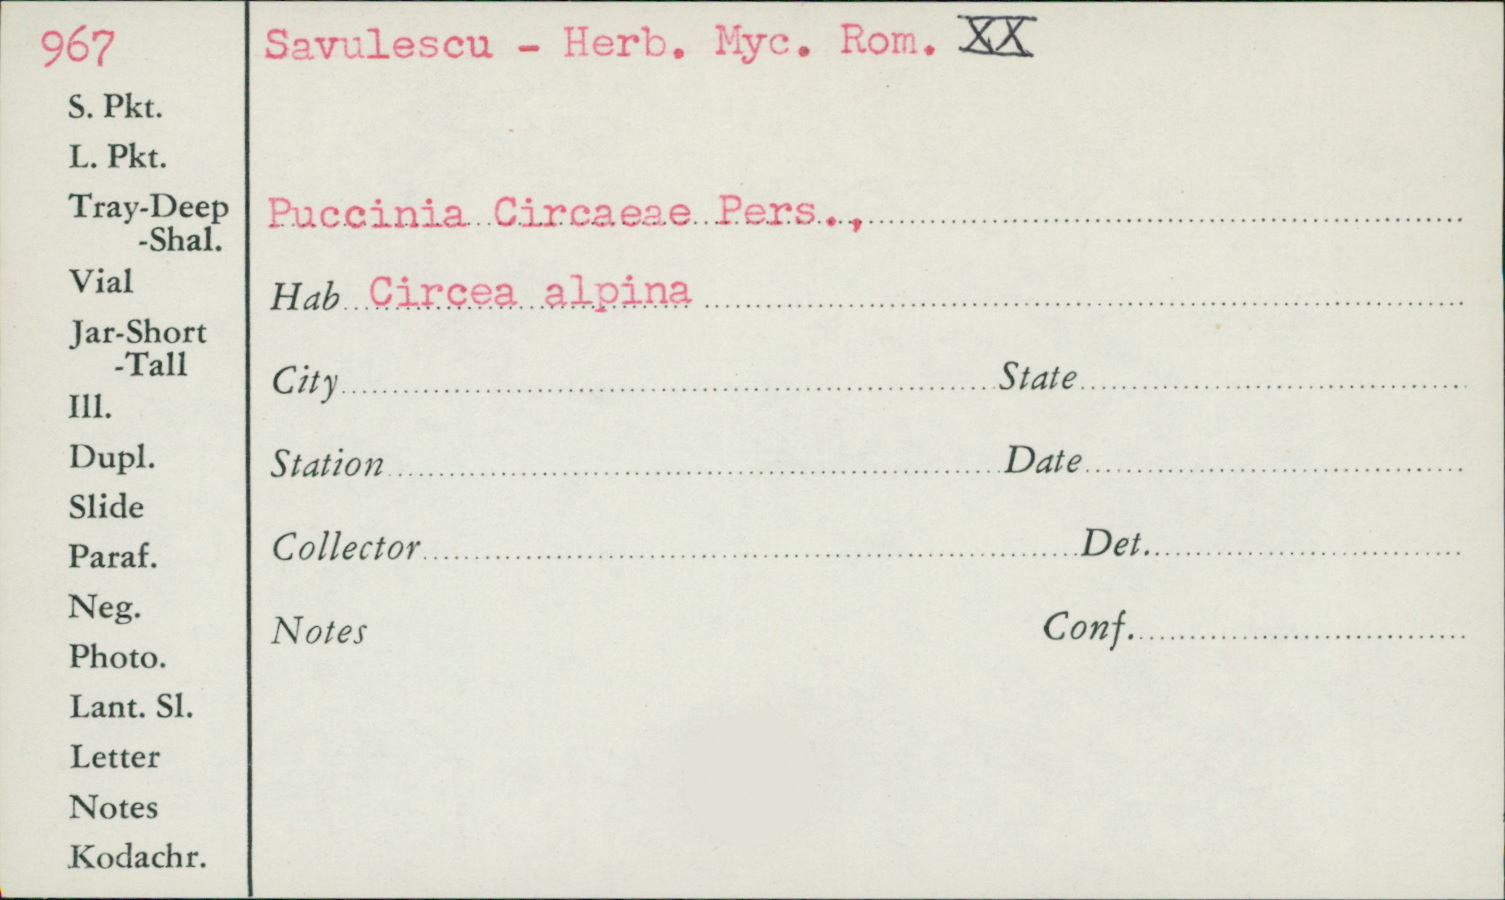 967
Savulescu - Herb. Myc. Rom. XX
S. Pkt.
L. Pkt.
Tray-Deep
-Shal.
Vial
Jar-Short
-Tall
Ill.
Dupl.
Slide
Paraf.
Neg.
Photo.
Lant. Sl.
Letter
Notes
Kodachr.
Puccinia Circaeae Pers.,
Hab Circea alpina
City State
Station Date
Collector Det.
Notes Conf.